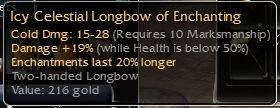 Icy Celestial Longbow of Enchanting
Cold Dmg: 15-28 (Requires 10 Marksmanship)
Damage +19% (while Health is below 50%)
Enchantments last 20% longer
Two-handed Longbow
Value: 216 gold